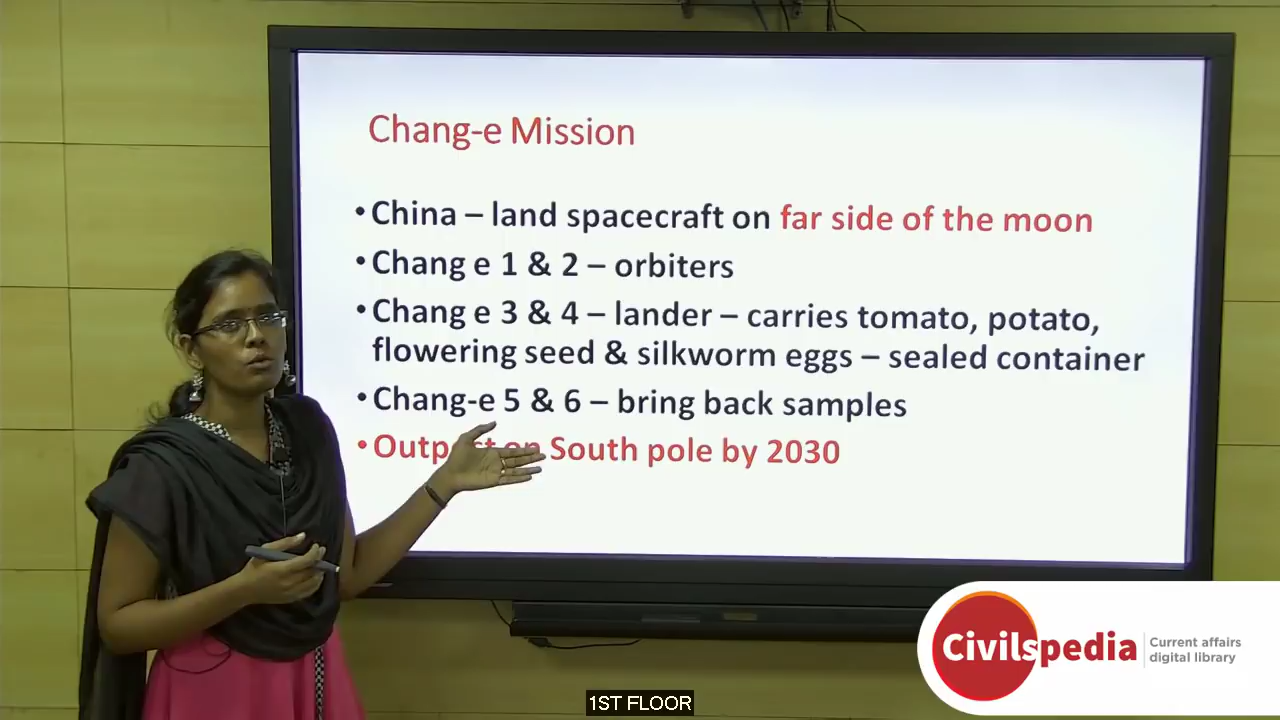 Chang-e Mission
• China – land spacecraft on far side of the moon
• Chang e 1 & 2 – orbiters
• Chang e 3 & 4 – lander – carries tomato, potato,
flowering seed & silkworm eggs – sealed container
• Chang-e 5 & 6 – bring back samples
• Outpost on South pole by 2030
Civilspedia
Current affairs
digital library
1ST FLOOR